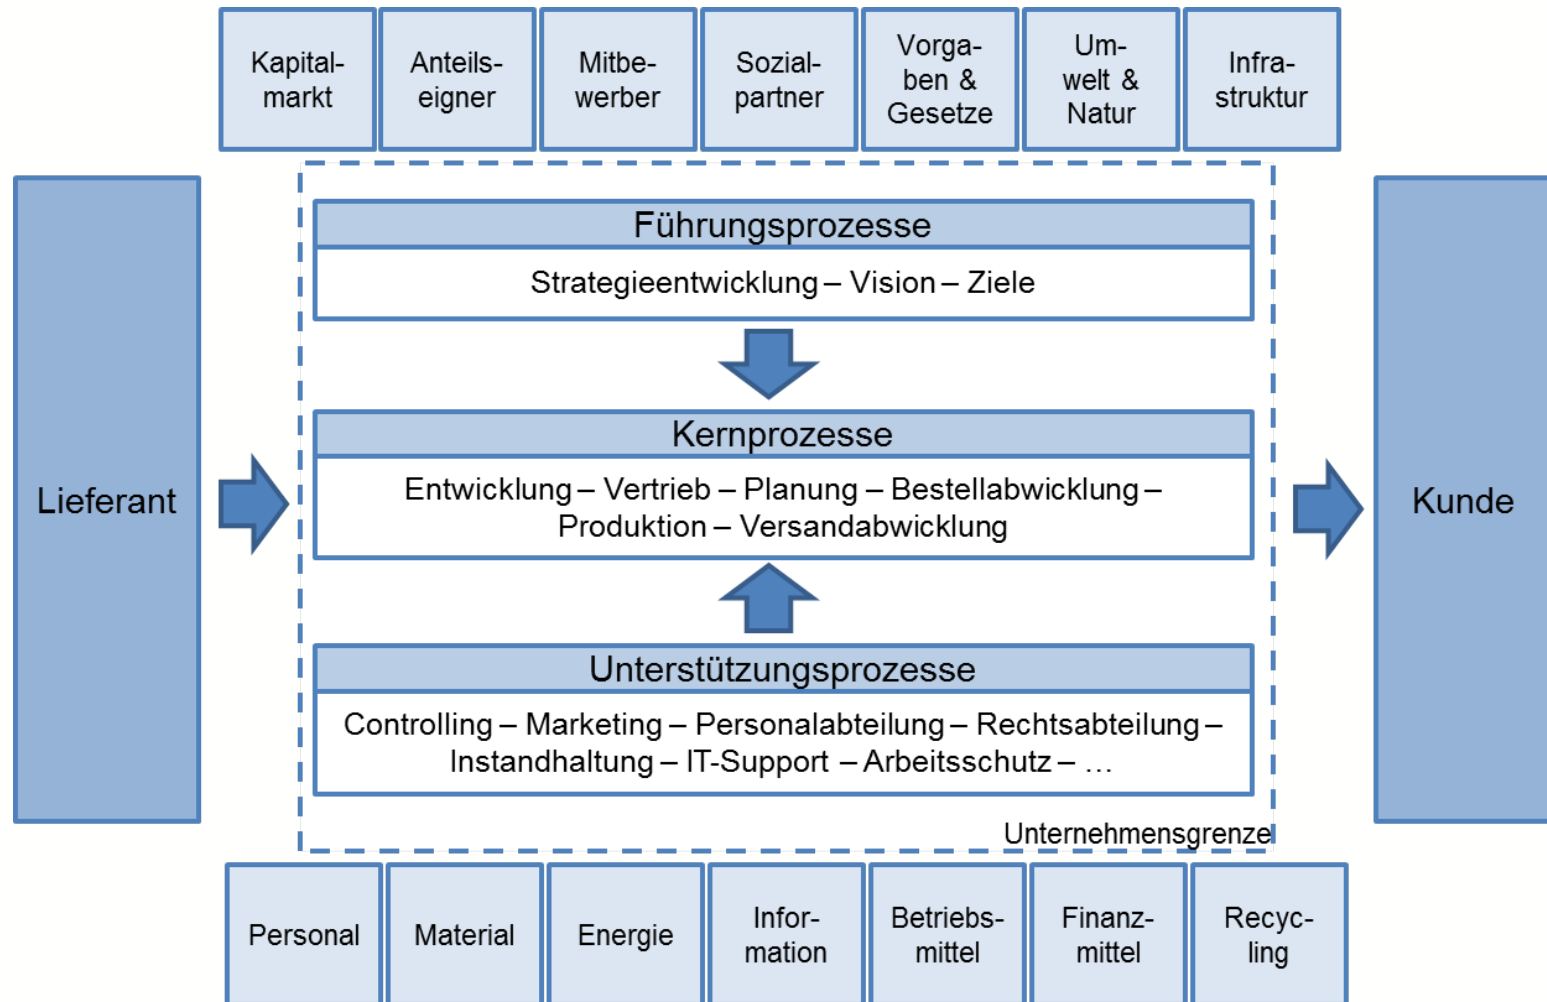 Kapital-
markt
Anteils-
eigner
Mitbe-
werber
Sozial-
partner
Vorga-
ben &
Gesetze
Um-
welt &
Natur
Infra-
struktur
Führungsprozesse
Strategieentwicklung – Vision – Ziele
Kernprozesse
Entwicklung – Vertrieb – Planung – Bestellabwicklung –
Produktion – Versandabwicklung
Lieferant
Kunde
Unterstützungsprozesse
Controlling – Marketing – Personalabteilung – Rechtsabteilung –
Instandhaltung – IT-Support – Arbeitsschutz – …
Unternehmensgrenze
Personal
Material
Energie
Infor-
mation
Betriebs-
mittel
Finanz-
mittel
Recyc-
ling